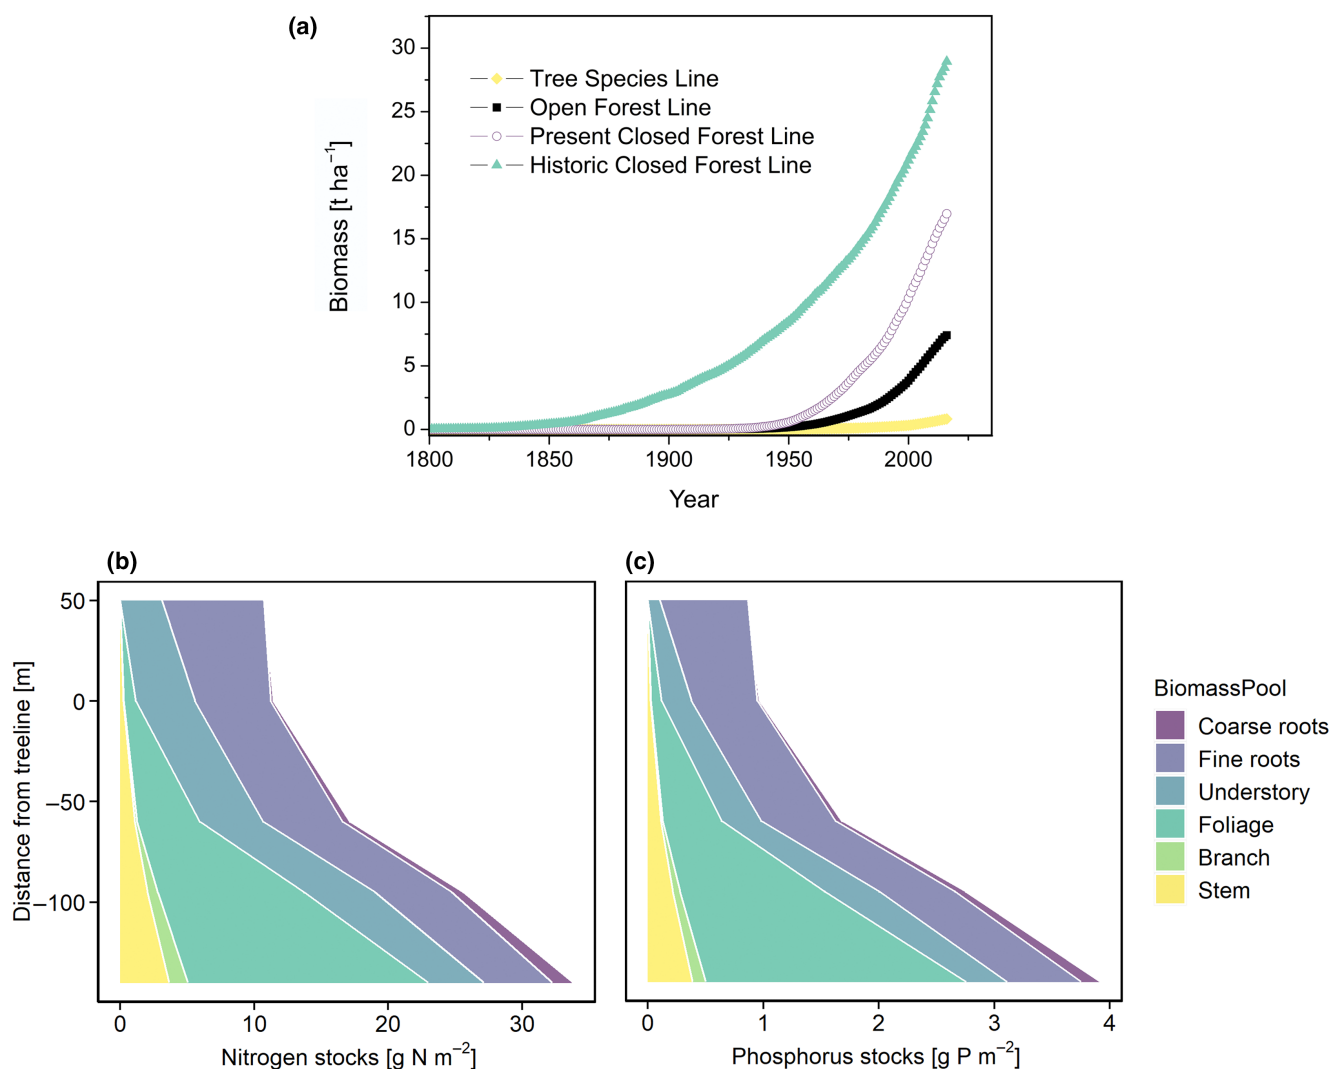 (a)
30
25
20
15
10
5
0
Biomass [t ha⁻¹]
Tree Species Line
Open Forest Line
Present Closed Forest Line
Historic Closed Forest Line
1800 1850 1900 1950 2000
Year
(b)
50
0
−50
−100
Distance from treeline [m]
0 10 20 30
Nitrogen stocks [g N m⁻²]
(c)
0 1 2 3 4
Phosphorus stocks [g P m⁻²]
BiomassPool
Coarse roots
Fine roots
Understory
Foliage
Branch
Stem